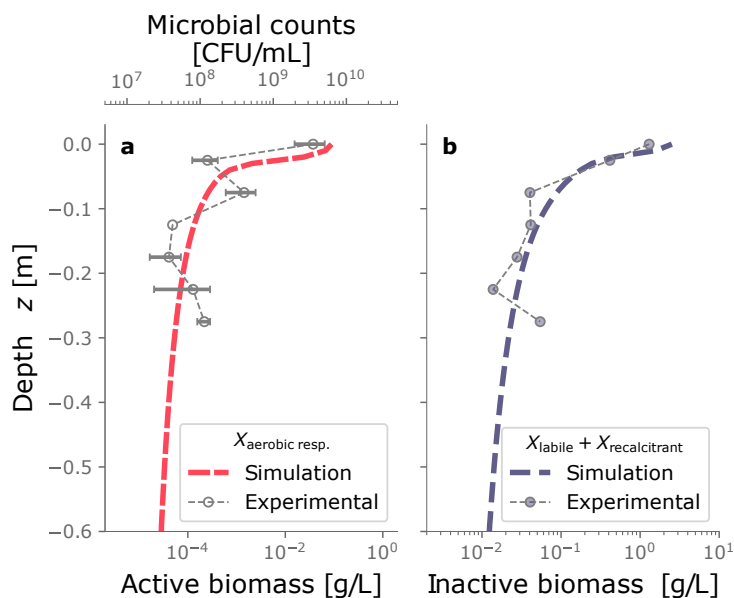 Microbial counts
[CFU/mL]
10^7 10^8 10^9 10^10
a
b
Depth z [m]
0.0
−0.1
−0.2
−0.3
−0.4
−0.5
−0.6
X_aerobic resp.
Simulation
Experimental
X_labile + X_recalcitrant
Simulation
Experimental
10^−4 10^−2 10^0
10^−2 10^−1 10^0 10^1
Active biomass [g/L]
Inactive biomass [g/L]